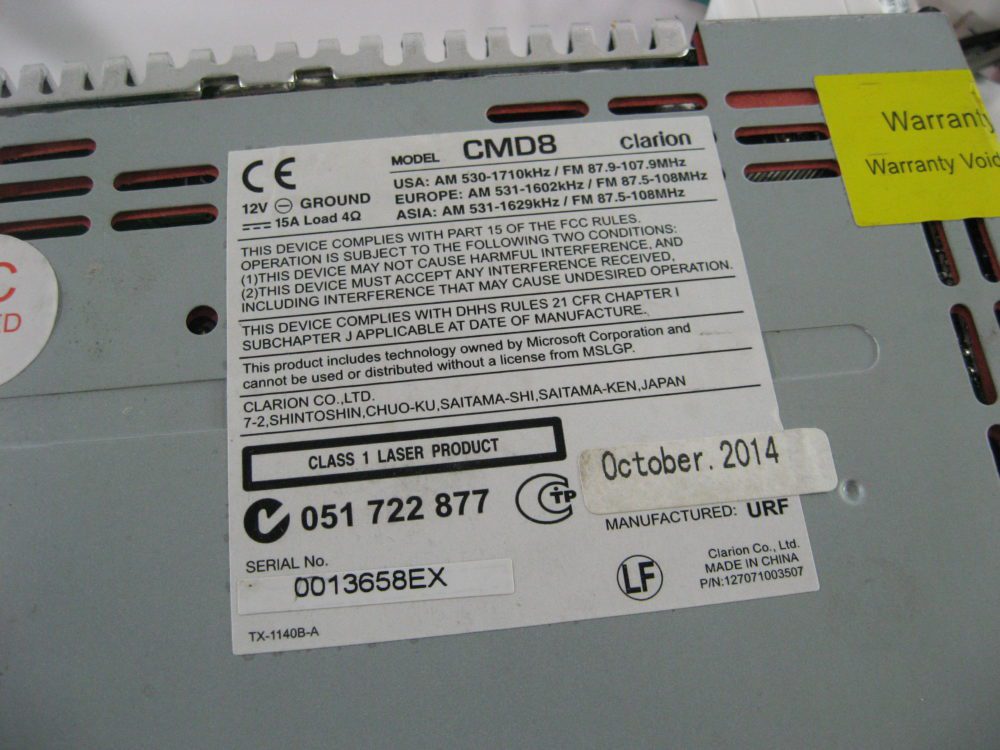 Warranty
Warranty Void
C
ED
CE
MODEL CMD8 clarion
12V ⊖ GROUND
15A Load 4Ω
USA: AM 530-1710kHz / FM 87.9-107.9MHz
EUROPE: AM 531-1602kHz / FM 87.5-108MHz
ASIA: AM 531-1629kHz / FM 87.5-108MHz
THIS DEVICE COMPLIES WITH PART 15 OF THE FCC RULES.
OPERATION IS SUBJECT TO THE FOLLOWING TWO CONDITIONS:
(1)THIS DEVICE MAY NOT CAUSE HARMFUL INTERFERENCE, AND
(2)THIS DEVICE MUST ACCEPT ANY INTERFERENCE RECEIVED,
INCLUDING INTERFERENCE THAT MAY CAUSE UNDESIRED OPERATION.
THIS DEVICE COMPLIES WITH DHHS RULES 21 CFR CHAPTER I
SUBCHAPTER J APPLICABLE AT DATE OF MANUFACTURE.
This product includes technology owned by Microsoft Corporation and
cannot be used or distributed without a license from MSLGP.
CLARION CO.,LTD.
7-2,SHINTOSHIN,CHUO-KU,SAITAMA-SHI,SAITAMA-KEN,JAPAN
CLASS 1 LASER PRODUCT
October. 2014
051 722 877
MANUFACTURED: URF
SERIAL No.
0013658EX
LF
Clarion Co., Ltd.
MADE IN CHINA
P/N:127071003507
TX-1140B-A